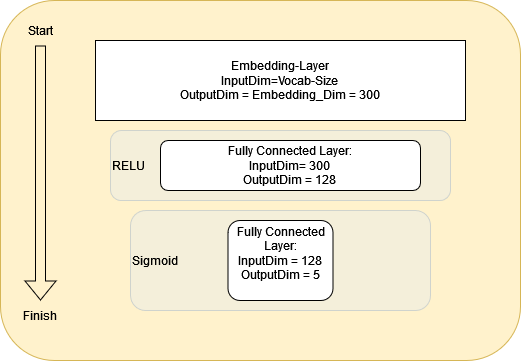 Start
Embedding-Layer
InputDim=Vocab-Size
OutputDim = Embedding_Dim = 300
RELU
Fully Connected Layer:
InputDim= 300
OutputDim = 128
Sigmoid
Fully Connected
Layer:
InputDim = 128
OutputDim = 5
Finish